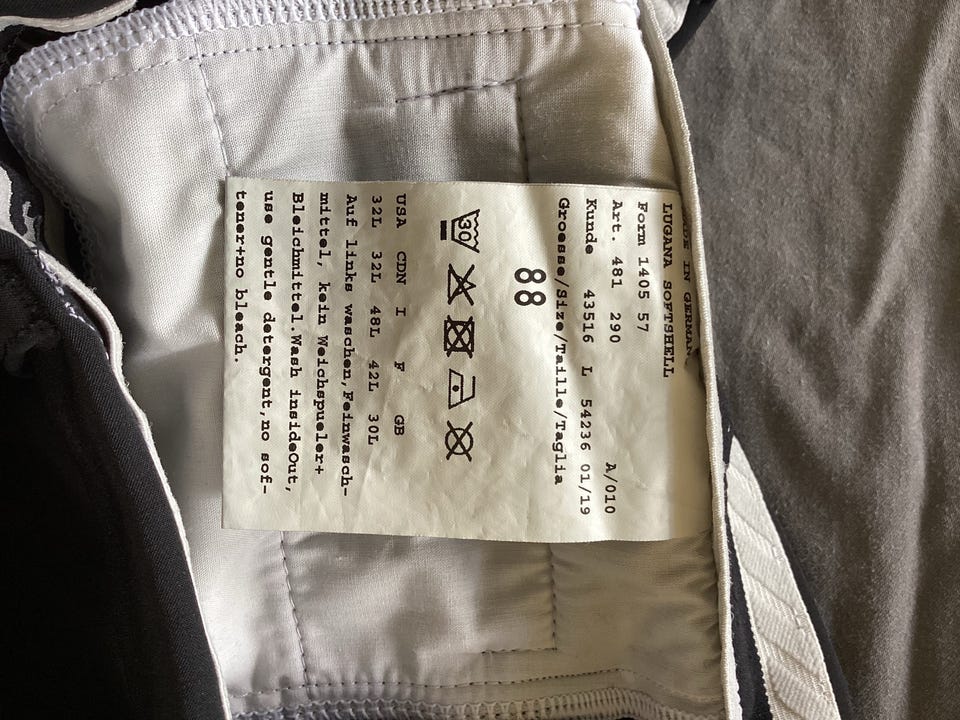 MADE IN GERMANY
LUGANA SOFTSHELL
Form 1405 57
Art. 481 290 A/010
Kunde 43516 L 54236 01/19
Groesse/Size/Taille/Taglia
88
30
USA CDN I F GB
32L 32L 48L 42L 30L
Auf links waschen,Feinwasch-
mittel, kein Weichspueler+
Bleichmittel.Wash insideOut,
use gentle detergent,no sof-
tener+no bleach.